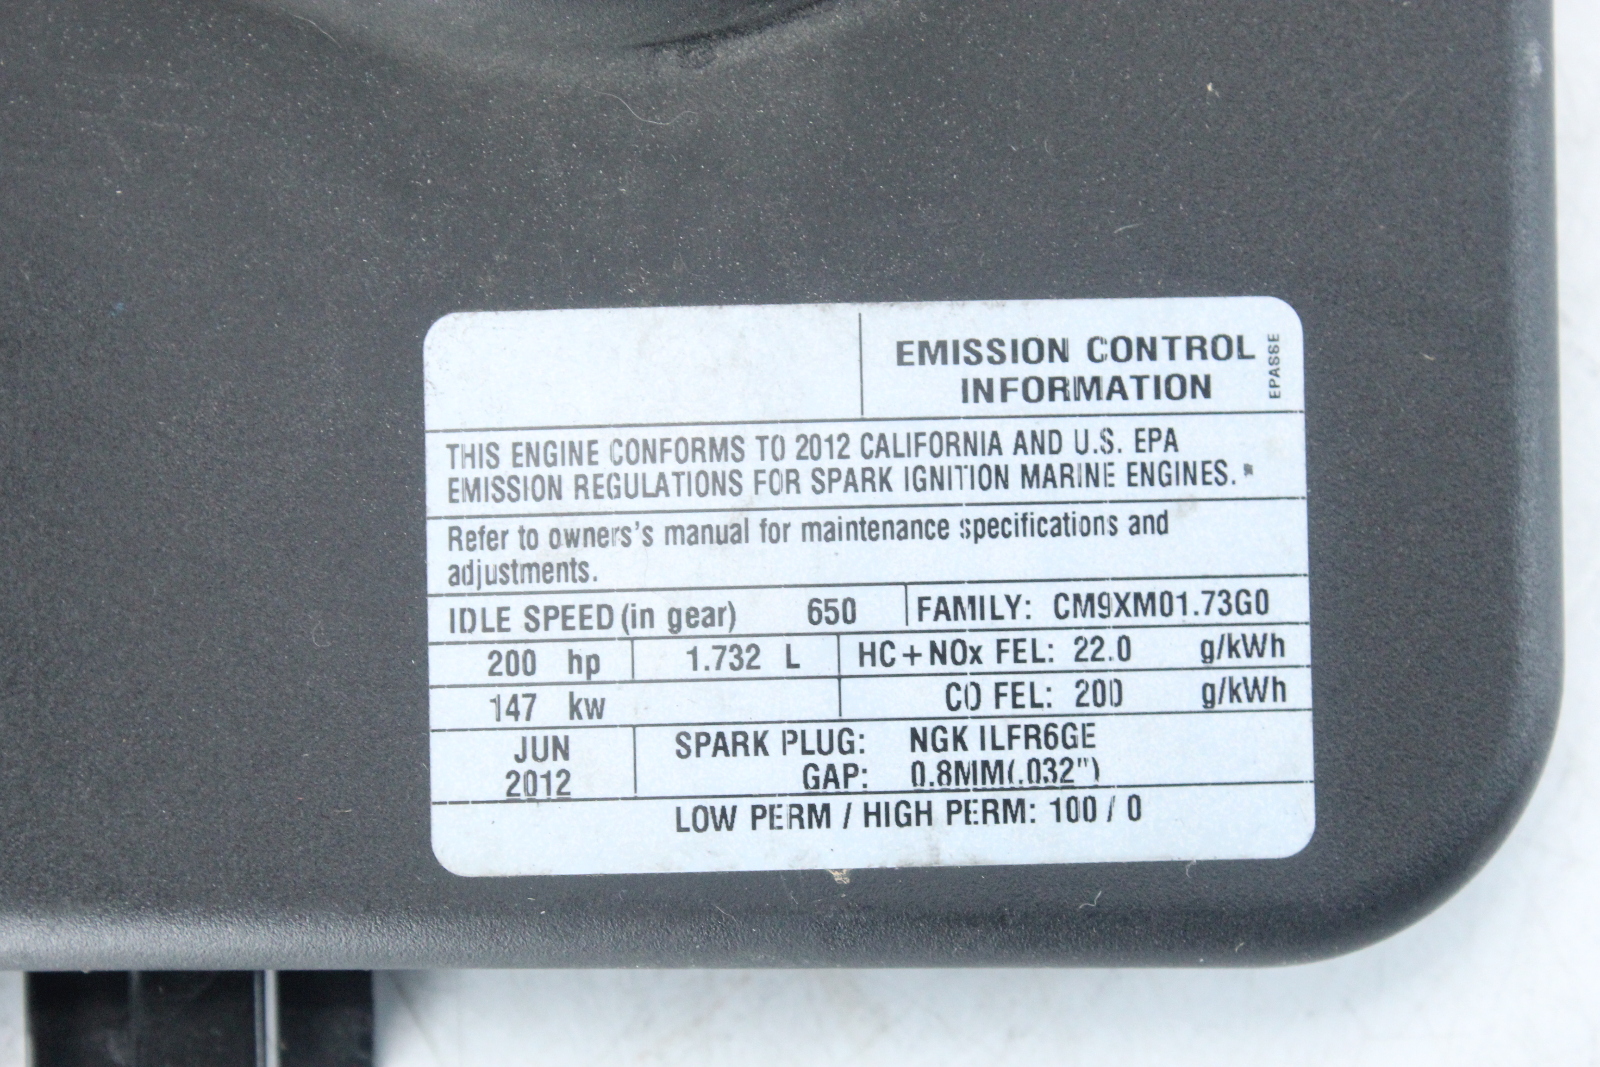 EMISSION CONTROL
INFORMATION
EPASSE
THIS ENGINE CONFORMS TO 2012 CALIFORNIA AND U.S. EPA
EMISSION REGULATIONS FOR SPARK IGNITION MARINE ENGINES.*
Refer to owners's manual for maintenance specifications and
adjustments.
IDLE SPEED (in gear) 650 FAMILY: CM9XM01.73G0
200 hp 1.732 L HC+NOx FEL: 22.0 g/kWh
147 kw CO FEL: 200 g/kWh
JUN SPARK PLUG: NGK ILFR6GE
2012 GAP: 0.8MM(.032")
LOW PERM / HIGH PERM: 100 / 0